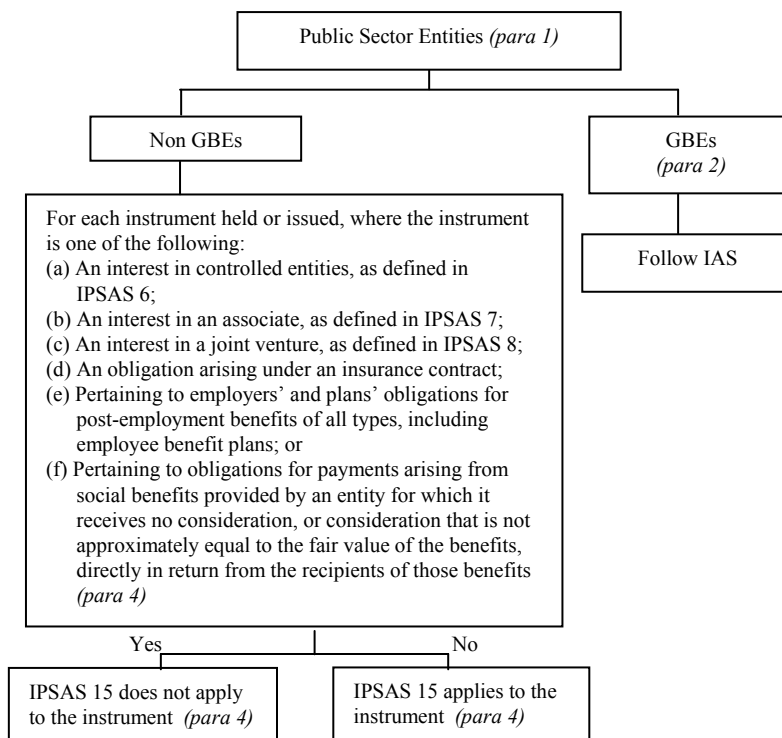 Public Sector Entities (para 1)
Non GBEs
GBEs
(para 2)
For each instrument held or issued, where the instrument
is one of the following:
(a) An interest in controlled entities, as defined in
IPSAS 6;
(b) An interest in an associate, as defined in IPSAS 7;
(c) An interest in a joint venture, as defined in IPSAS 8;
(d) An obligation arising under an insurance contract;
(e) Pertaining to employers’ and plans’ obligations for
post-employment benefits of all types, including
employee benefit plans; or
(f) Pertaining to obligations for payments arising from
social benefits provided by an entity for which it
receives no consideration, or consideration that is not
approximately equal to the fair value of the benefits,
directly in return from the recipients of those benefits
(para 4)
Follow IAS
Yes
No
IPSAS 15 does not apply
to the instrument (para 4)
IPSAS 15 applies to the
instrument (para 4)